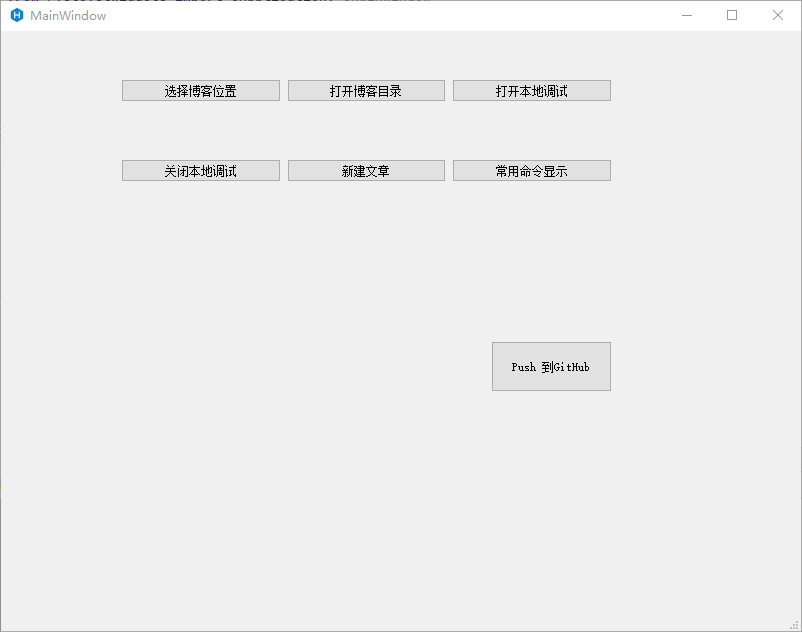 MainWindow
选择博客位置 打开博客目录 打开本地调试
关闭本地调试 新建文章 常用命令显示
Push 到GitHub